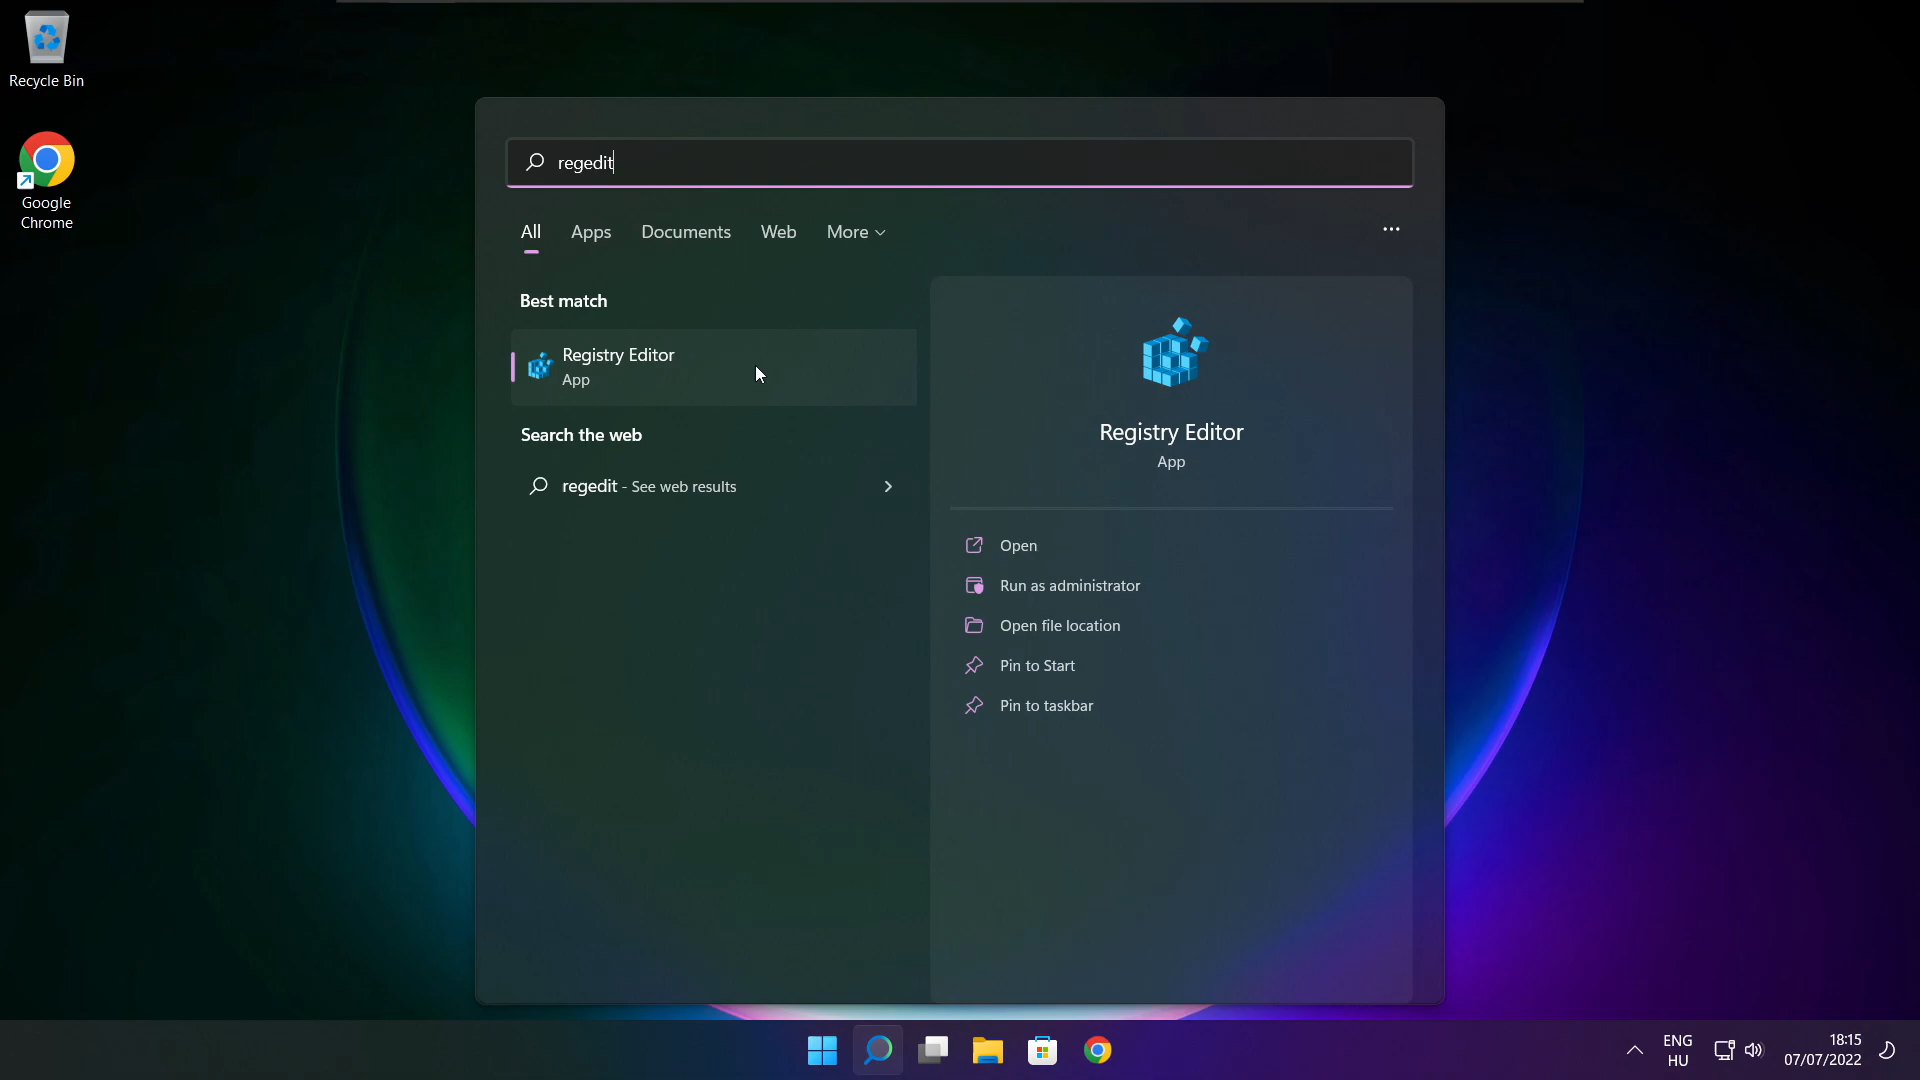 Recycle Bin
Google
Chrome
regedit
All Apps Documents Web More
Best match
Registry Editor
App
Search the web
regedit - See web results
Registry Editor
App
Open
Run as administrator
Open file location
Pin to Start
Pin to taskbar
ENG
HU
18:15
07/07/2022